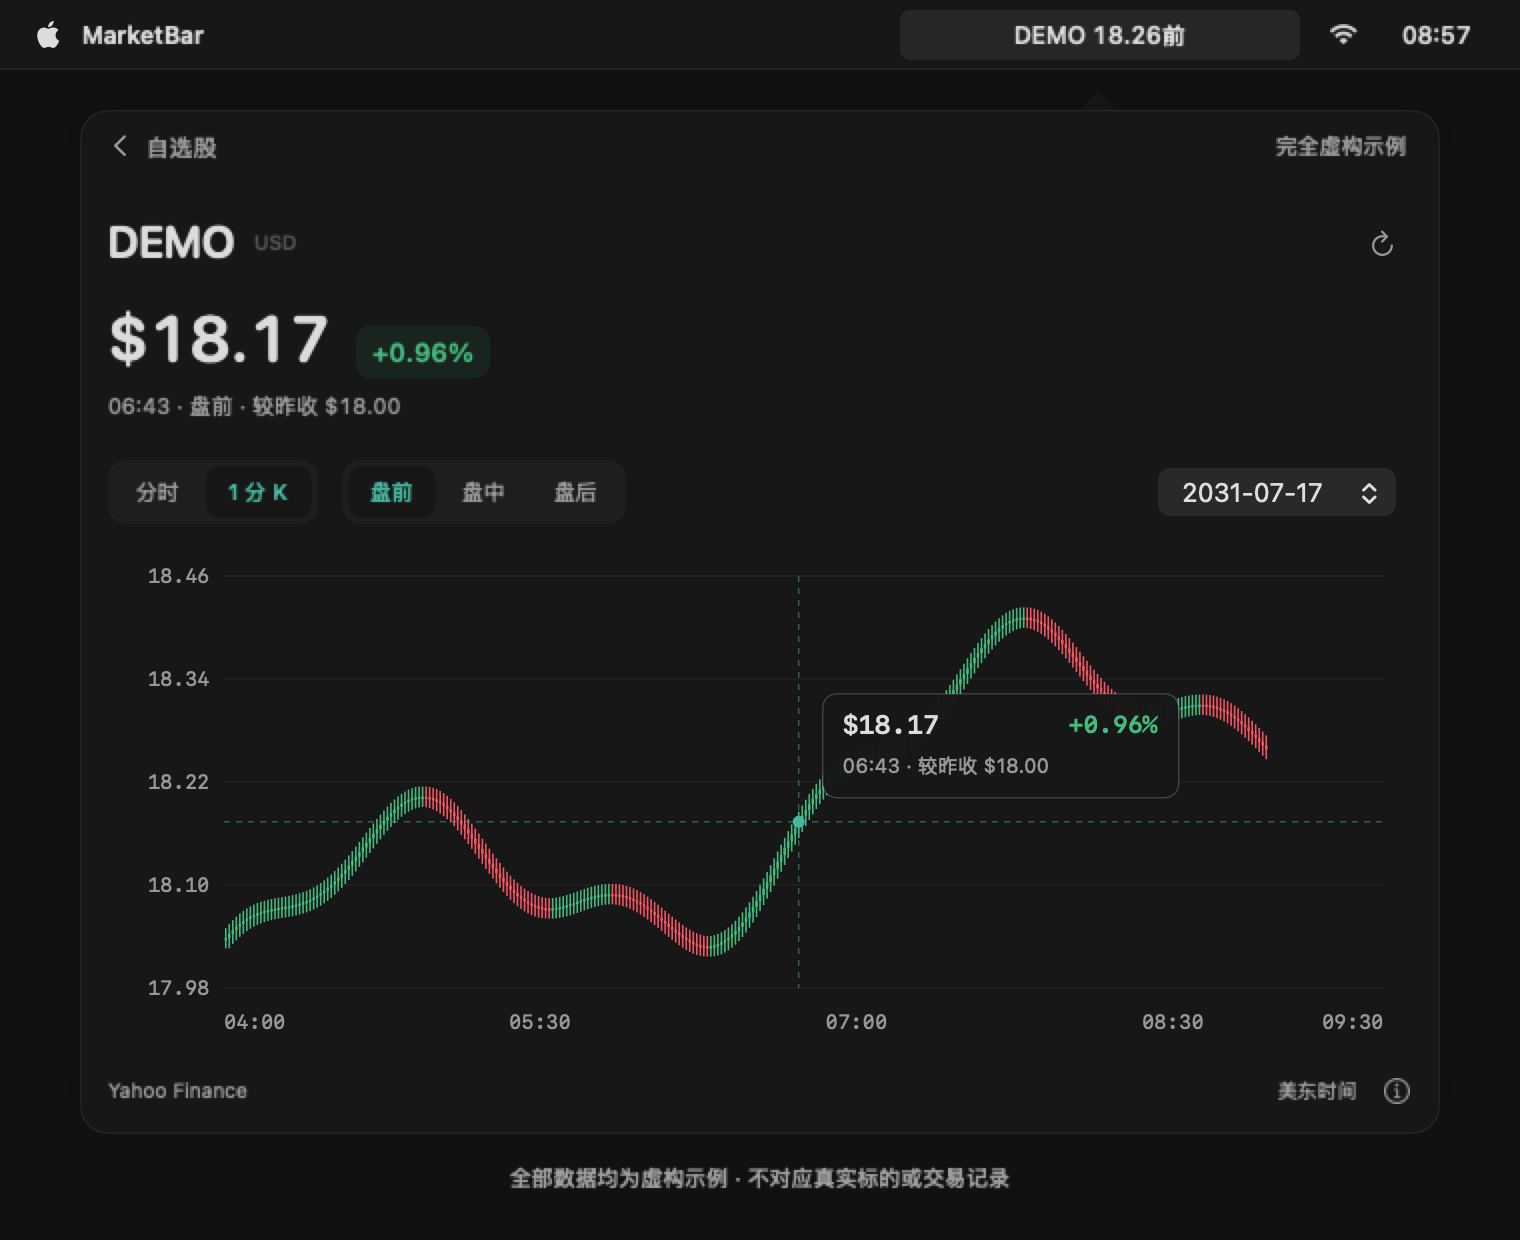 MarketBar
DEMO 18.26前
08:57
自选股
完全虚构示例
DEMO USD
$18.17 +0.96%
06:43 · 盘前 · 较昨收 $18.00
分时 1 分 K 盘前 盘中 盘后 2031-07-17
18.46
18.34
$18.17 +0.96%
06:43 · 较昨收 $18.00
18.22
18.10
17.98
04:00 05:30 07:00 08:30 09:30
Yahoo Finance
美东时间
全部数据均为虚构示例 · 不对应真实标的或交易记录